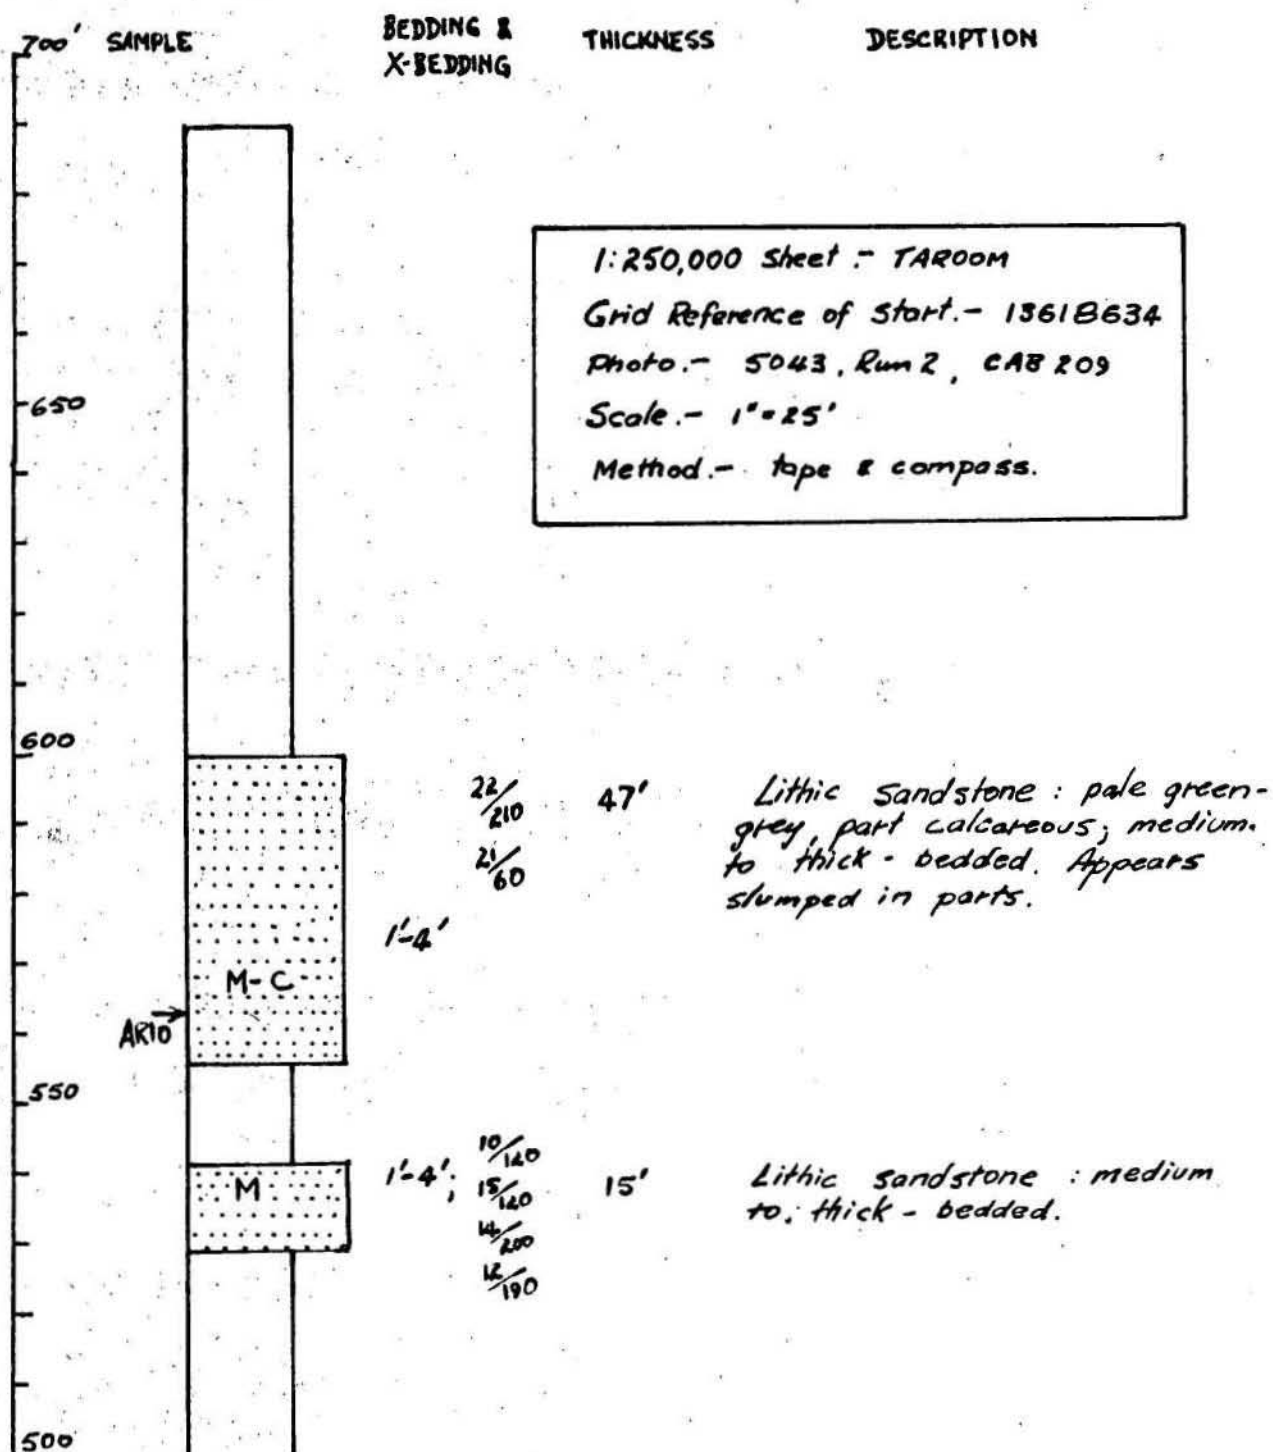 700' SAMPLE BEDDING & THICKNESS DESCRIPTION
X-BEDDING
1:250,000 Sheet :- TAROOM
Grid Reference of Start.- 13618634
Photo.- 5043, Run 2, CAB 209
650
Scale.- 1"=25'
Method.- tape & compass.
600
22/210 47' Lithic sandstone : pale green-
grey, part calcareous; medium.
21/60 to thick-bedded. Appears
slumped in parts.
1'-4'
M-C
AR10
550
10/120
M 1'-4'; 15/120 15' Lithic sandstone : medium
to thick-bedded.
14/200
12/190
500